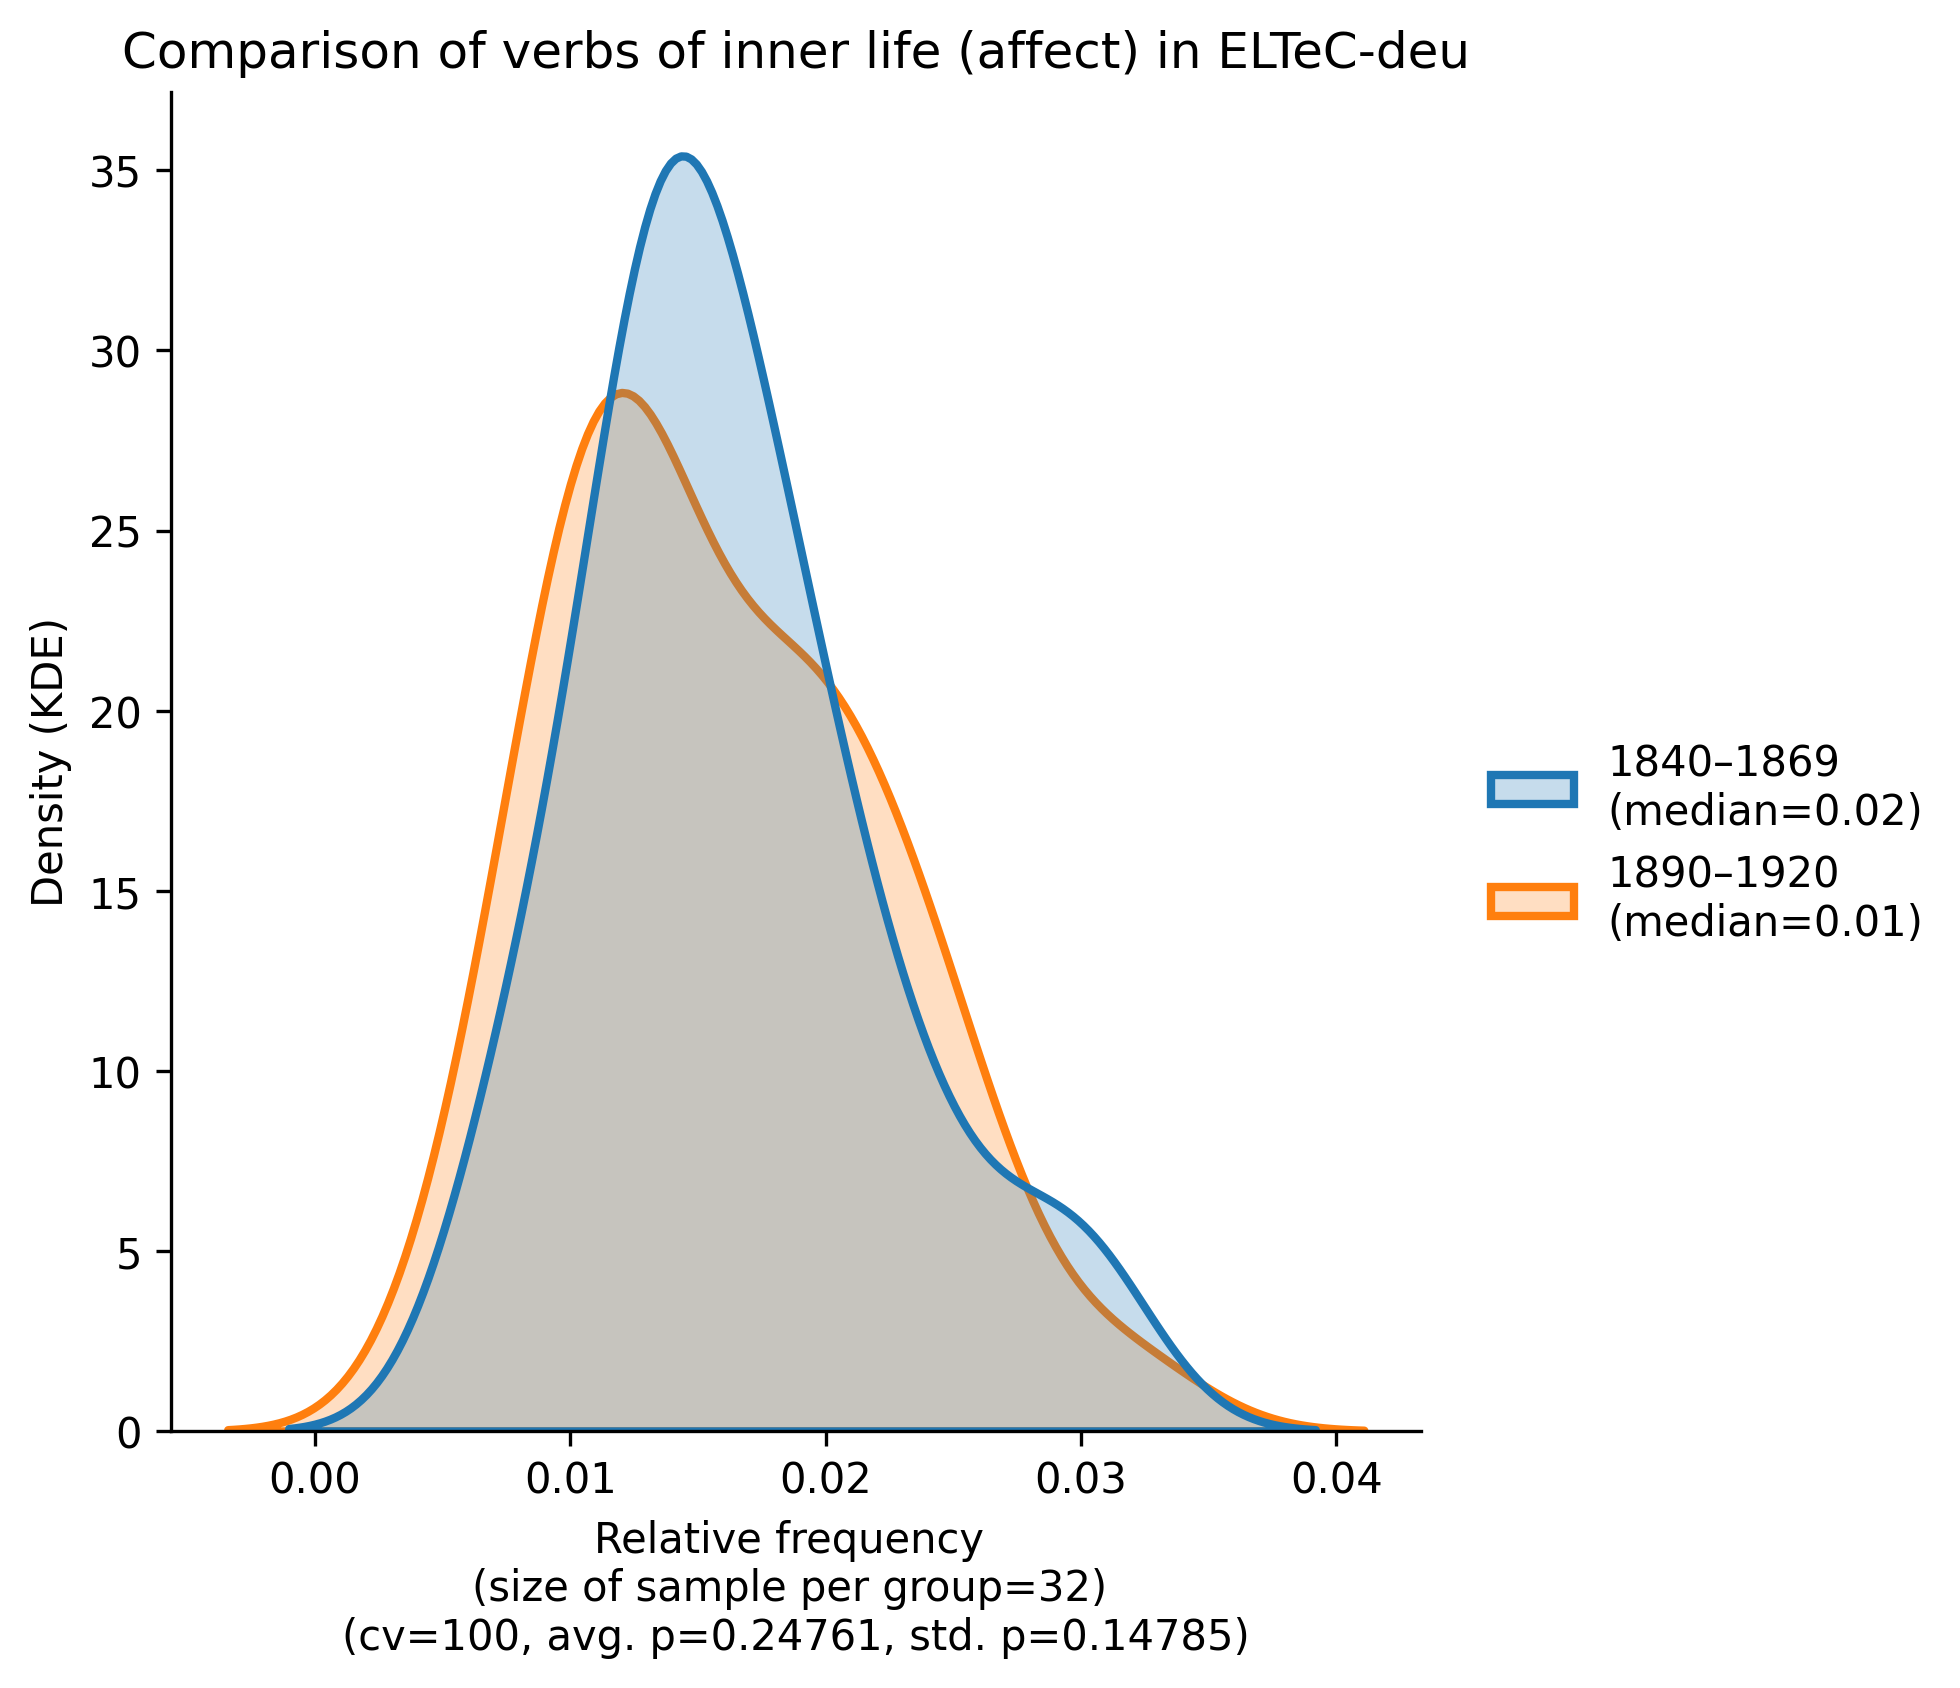 Comparison of verbs of inner life (affect) in ELTeC-deu
Density (KDE)
35
30
25
20
15
10
5
0
0.00 0.01 0.02 0.03 0.04
Relative frequency
(size of sample per group=32)
(cv=100, avg. p=0.24761, std. p=0.14785)
1840–1869
(median=0.02)
1890–1920
(median=0.01)